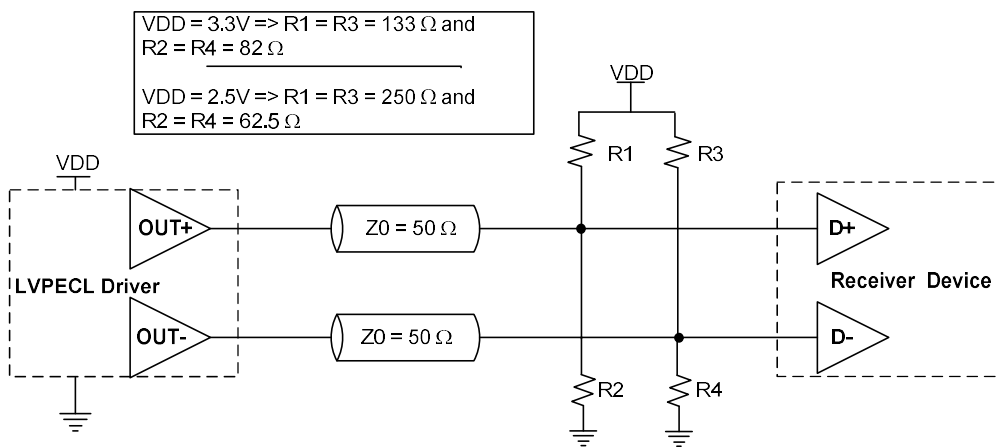 VDD = 3.3V => R1 = R3 = 133 Ω and
R2 = R4 = 82 Ω
VDD = 2.5V => R1 = R3 = 250 Ω and
R2 = R4 = 62.5 Ω
VDD
R1
R3
VDD
OUT+
Z0 = 50 Ω
D+
LVPECL Driver
Receiver Device
OUT-
Z0 = 50 Ω
D-
R2
R4